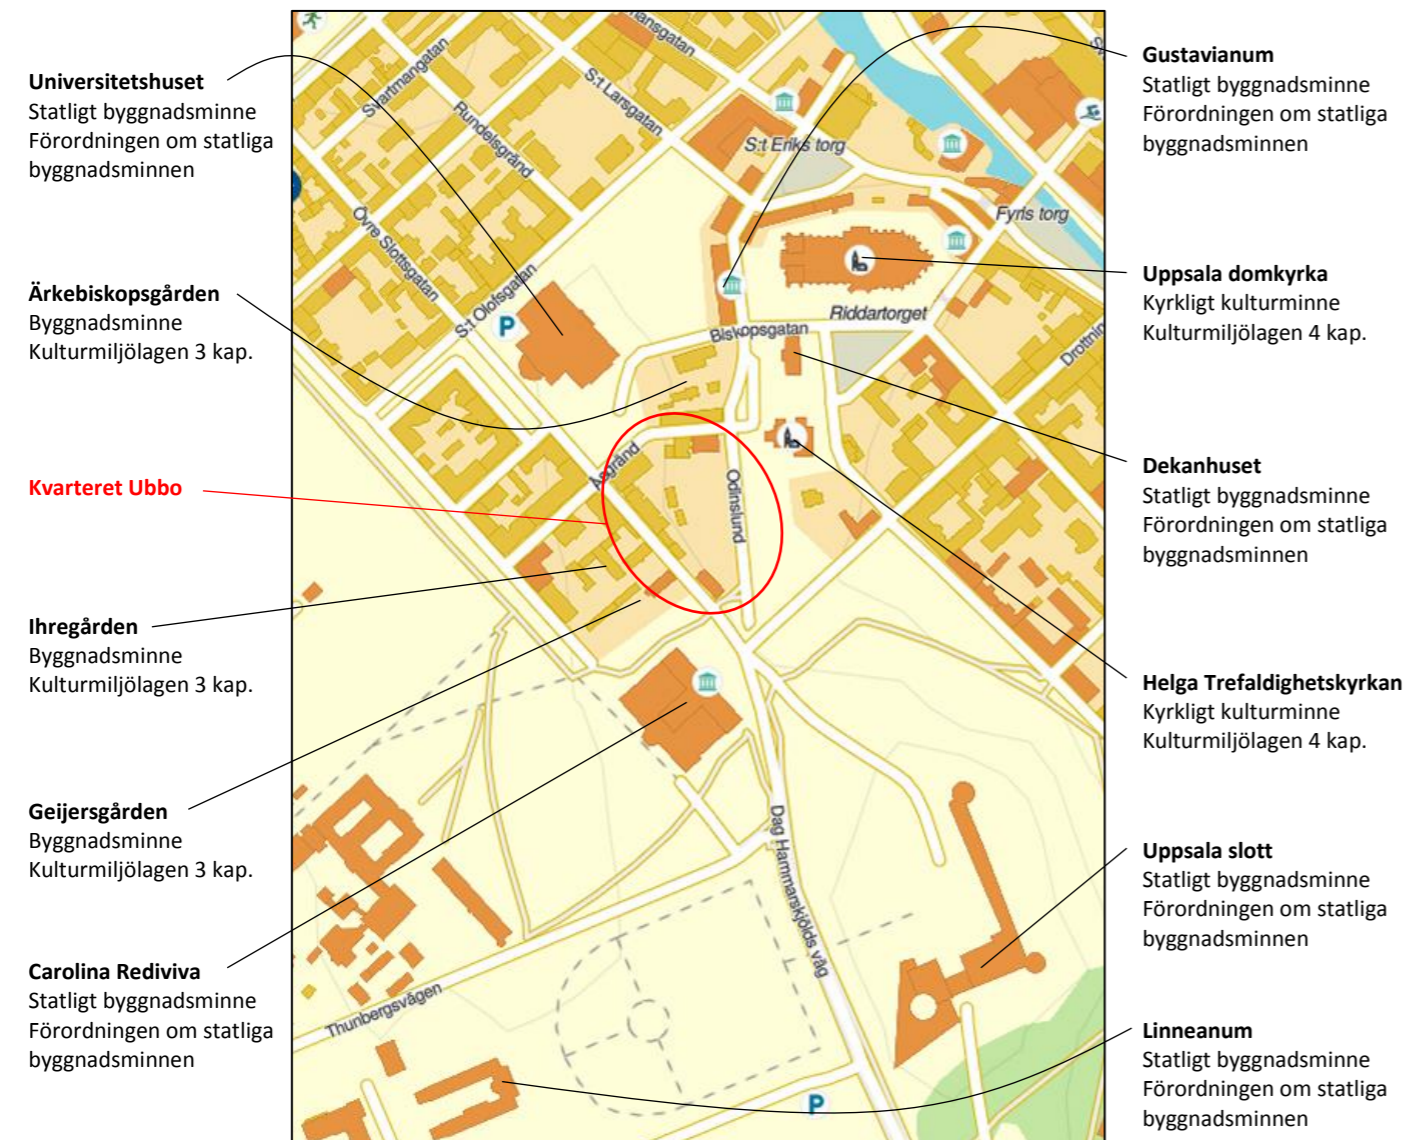 Universitetshuset
Statligt byggnadsminne
Förordningen om statliga
byggnadsminnen
Ärkebiskopsgården
Byggnadsminne
Kulturmiljölagen 3 kap.
Kvarteret Ubbo
Ihregården
Byggnadsminne
Kulturmiljölagen 3 kap.
Geijersgården
Byggnadsminne
Kulturmiljölagen 3 kap.
Carolina Rediviva
Statligt byggnadsminne
Förordningen om statliga
byggnadsminnen
Svartmangatan
Rundelsgränd
S:t Larsgatan
mansgatan
S:t Eriks torg
Fyris torg
Övre Slottsgatan
S:t Olofsgatan
P
Riddartorget
Biskopsgatan
Drottnin
Åsgränd
Odinslund
Dag Hammarskjölds väg
Thunbergsvägen
P
Gustavianum
Statligt byggnadsminne
Förordningen om statliga
byggnadsminnen
Uppsala domkyrka
Kyrkligt kulturminne
Kulturmiljölagen 4 kap.
Dekanhuset
Statligt byggnadsminne
Förordningen om statliga
byggnadsminnen
Helga Trefaldighetskyrkan
Kyrkligt kulturminne
Kulturmiljölagen 4 kap.
Uppsala slott
Statligt byggnadsminne
Förordningen om statliga
byggnadsminnen
Linneanum
Statligt byggnadsminne
Förordningen om statliga
byggnadsminnen